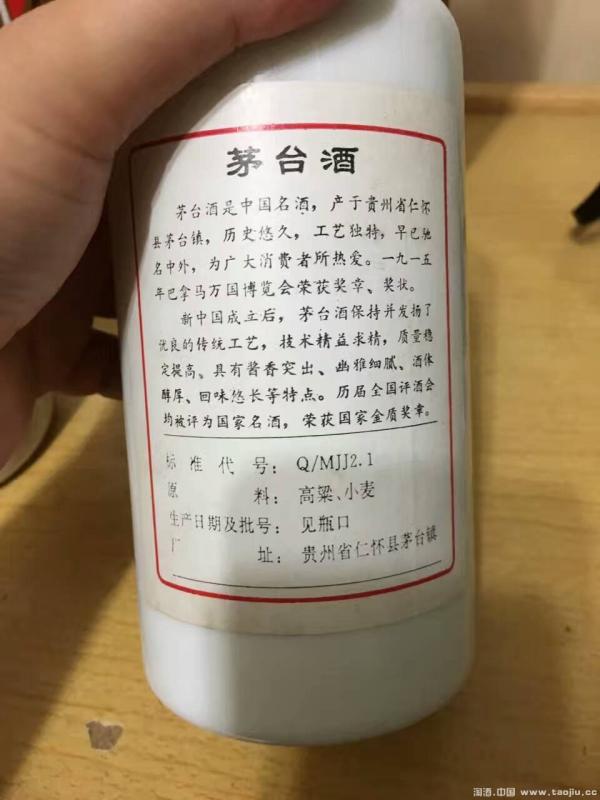 茅台酒
茅台酒是中国名酒，产于贵州省仁怀
县茅台镇，历史悠久，工艺独特，早已驰
名中外，为广大消费者所热爱。一九一五
年巴拿马万国博览会荣获奖章、奖状。
新中国成立后，茅台酒保持并发扬了
优良的传统工艺，技术精益求精，质量稳
定提高、具有酱香突出、幽雅细腻、酒体
醇厚、回味悠长等特点。历届全国评酒会
均被评为国家名酒，荣获国家金质奖章。
标准代号：Q/MJJ2.1
原料：高粱、小麦
生产日期及批号：见瓶口
厂址：贵州省仁怀县茅台镇
淘酒.中国 www.taojiu.cc